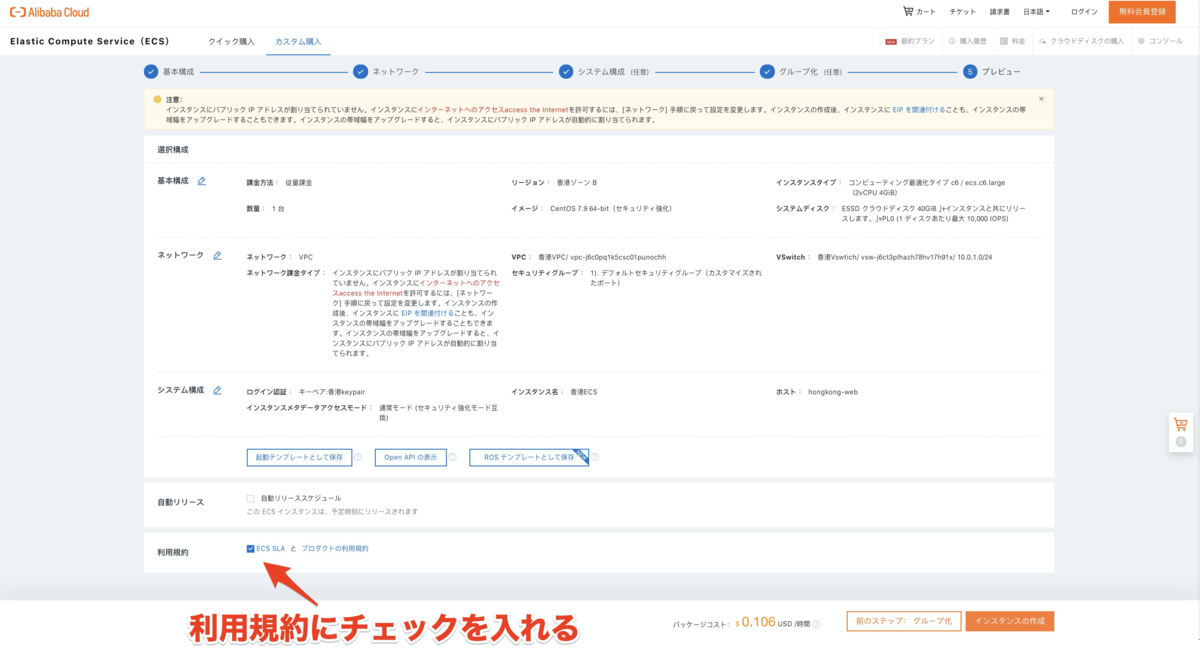 Alibaba Cloud
カート
チケット
請求書
日本語
ログイン
無料会員登録
Elastic Compute Service (ECS)
クイック購入
カスタム購入
NEW 節約プラン
購入履歴
料金
クラウドディスクの購入
コンソール
基本構成
ネットワーク
システム構成 (任意)
グループ化 (任意)
5 プレビュー
注意:
インスタンスにパブリック IP アドレスが割り当てられていません。インスタンスにインターネットへのアクセスaccess the Internetを許可するには、[ネットワーク] 手順に戻って設定を変更します。インスタンスの作成後、インスタンスに EIP を関連付けることも、インスタンスの帯
域幅をアップグレードすることもできます。インスタンスの帯域幅をアップグレードすると、インスタンスにパブリック IP アドレスが自動的に割り当てられます。
選択構成
基本構成
課金方法： 従量課金
リージョン： 香港ゾーン B
インスタンスタイプ： コンピューティング最適化タイプ c6 / ecs.c6.large
(2vCPU 4GiB)
数量： 1 台
イメージ： CentOS 7.9 64-bit（セキュリティ強化）
システムディスク： ESSD クラウドディスク 40GiB 」+インスタンスと共にリリー
スします。」+PL0 (1 ディスクあたり最大 10,000 IOPS)
ネットワーク
ネットワーク： VPC
VPC： 香港VPC/ vpc-j6c0pq1k5csc01punochh
VSwitch： 香港Vswtich/ vsw-j6ct3plhazh78hv17h91x/ 10.0.1.0/24
ネットワーク課金タイプ： インスタンスにパブリック IP アドレスが割り当てられ
ていません。インスタンスにインターネットへのアクセ
スaccess the Internetを許可するには、[ネットワー
ク] 手順に戻って設定を変更します。インスタンスの作
成後、インスタンスに EIP を関連付けることも、イン
スタンスの帯域幅をアップグレードすることもできま
す。インスタンスの帯域幅をアップグレードすると、イ
ンスタンスにパブリック IP アドレスが自動的に割り当
てられます。
セキュリティグループ： 1). デフォルトセキュリティグループ（カスタマイズされ
たポート）
システム構成
ログイン認証： キーペア:香港keypair
インスタンス名： 香港ECS
ホスト： hongkong-web
インスタンスメタデータアクセスモード： 通常モード (セキュリティ強化モード互
換)
起動テンプレートとして保存
Open API の表示
ROS テンプレートとして保存
NEW
自動リリース
自動リリーススケジュール
この ECS インスタンスは、予定時刻にリリースされます
利用規約
ECS SLA と プロダクトの利用規約
利用規約にチェックを入れる
0
パッケージコスト： $ 0.106 USD /時間
前のステップ： グループ化
インスタンスの作成